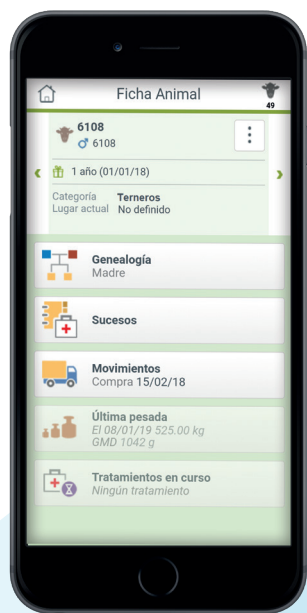 Ficha Animal
49
6108
♂ 6108
1 año (01/01/18)
Categoría Terneros
Lugar actual No definido
Genealogía
Madre
Sucesos
Movimientos
Compra 15/02/18
Última pesada
El 08/01/19 525.00 kg
GMD 1042 g
Tratamientos en curso
Ningún tratamiento